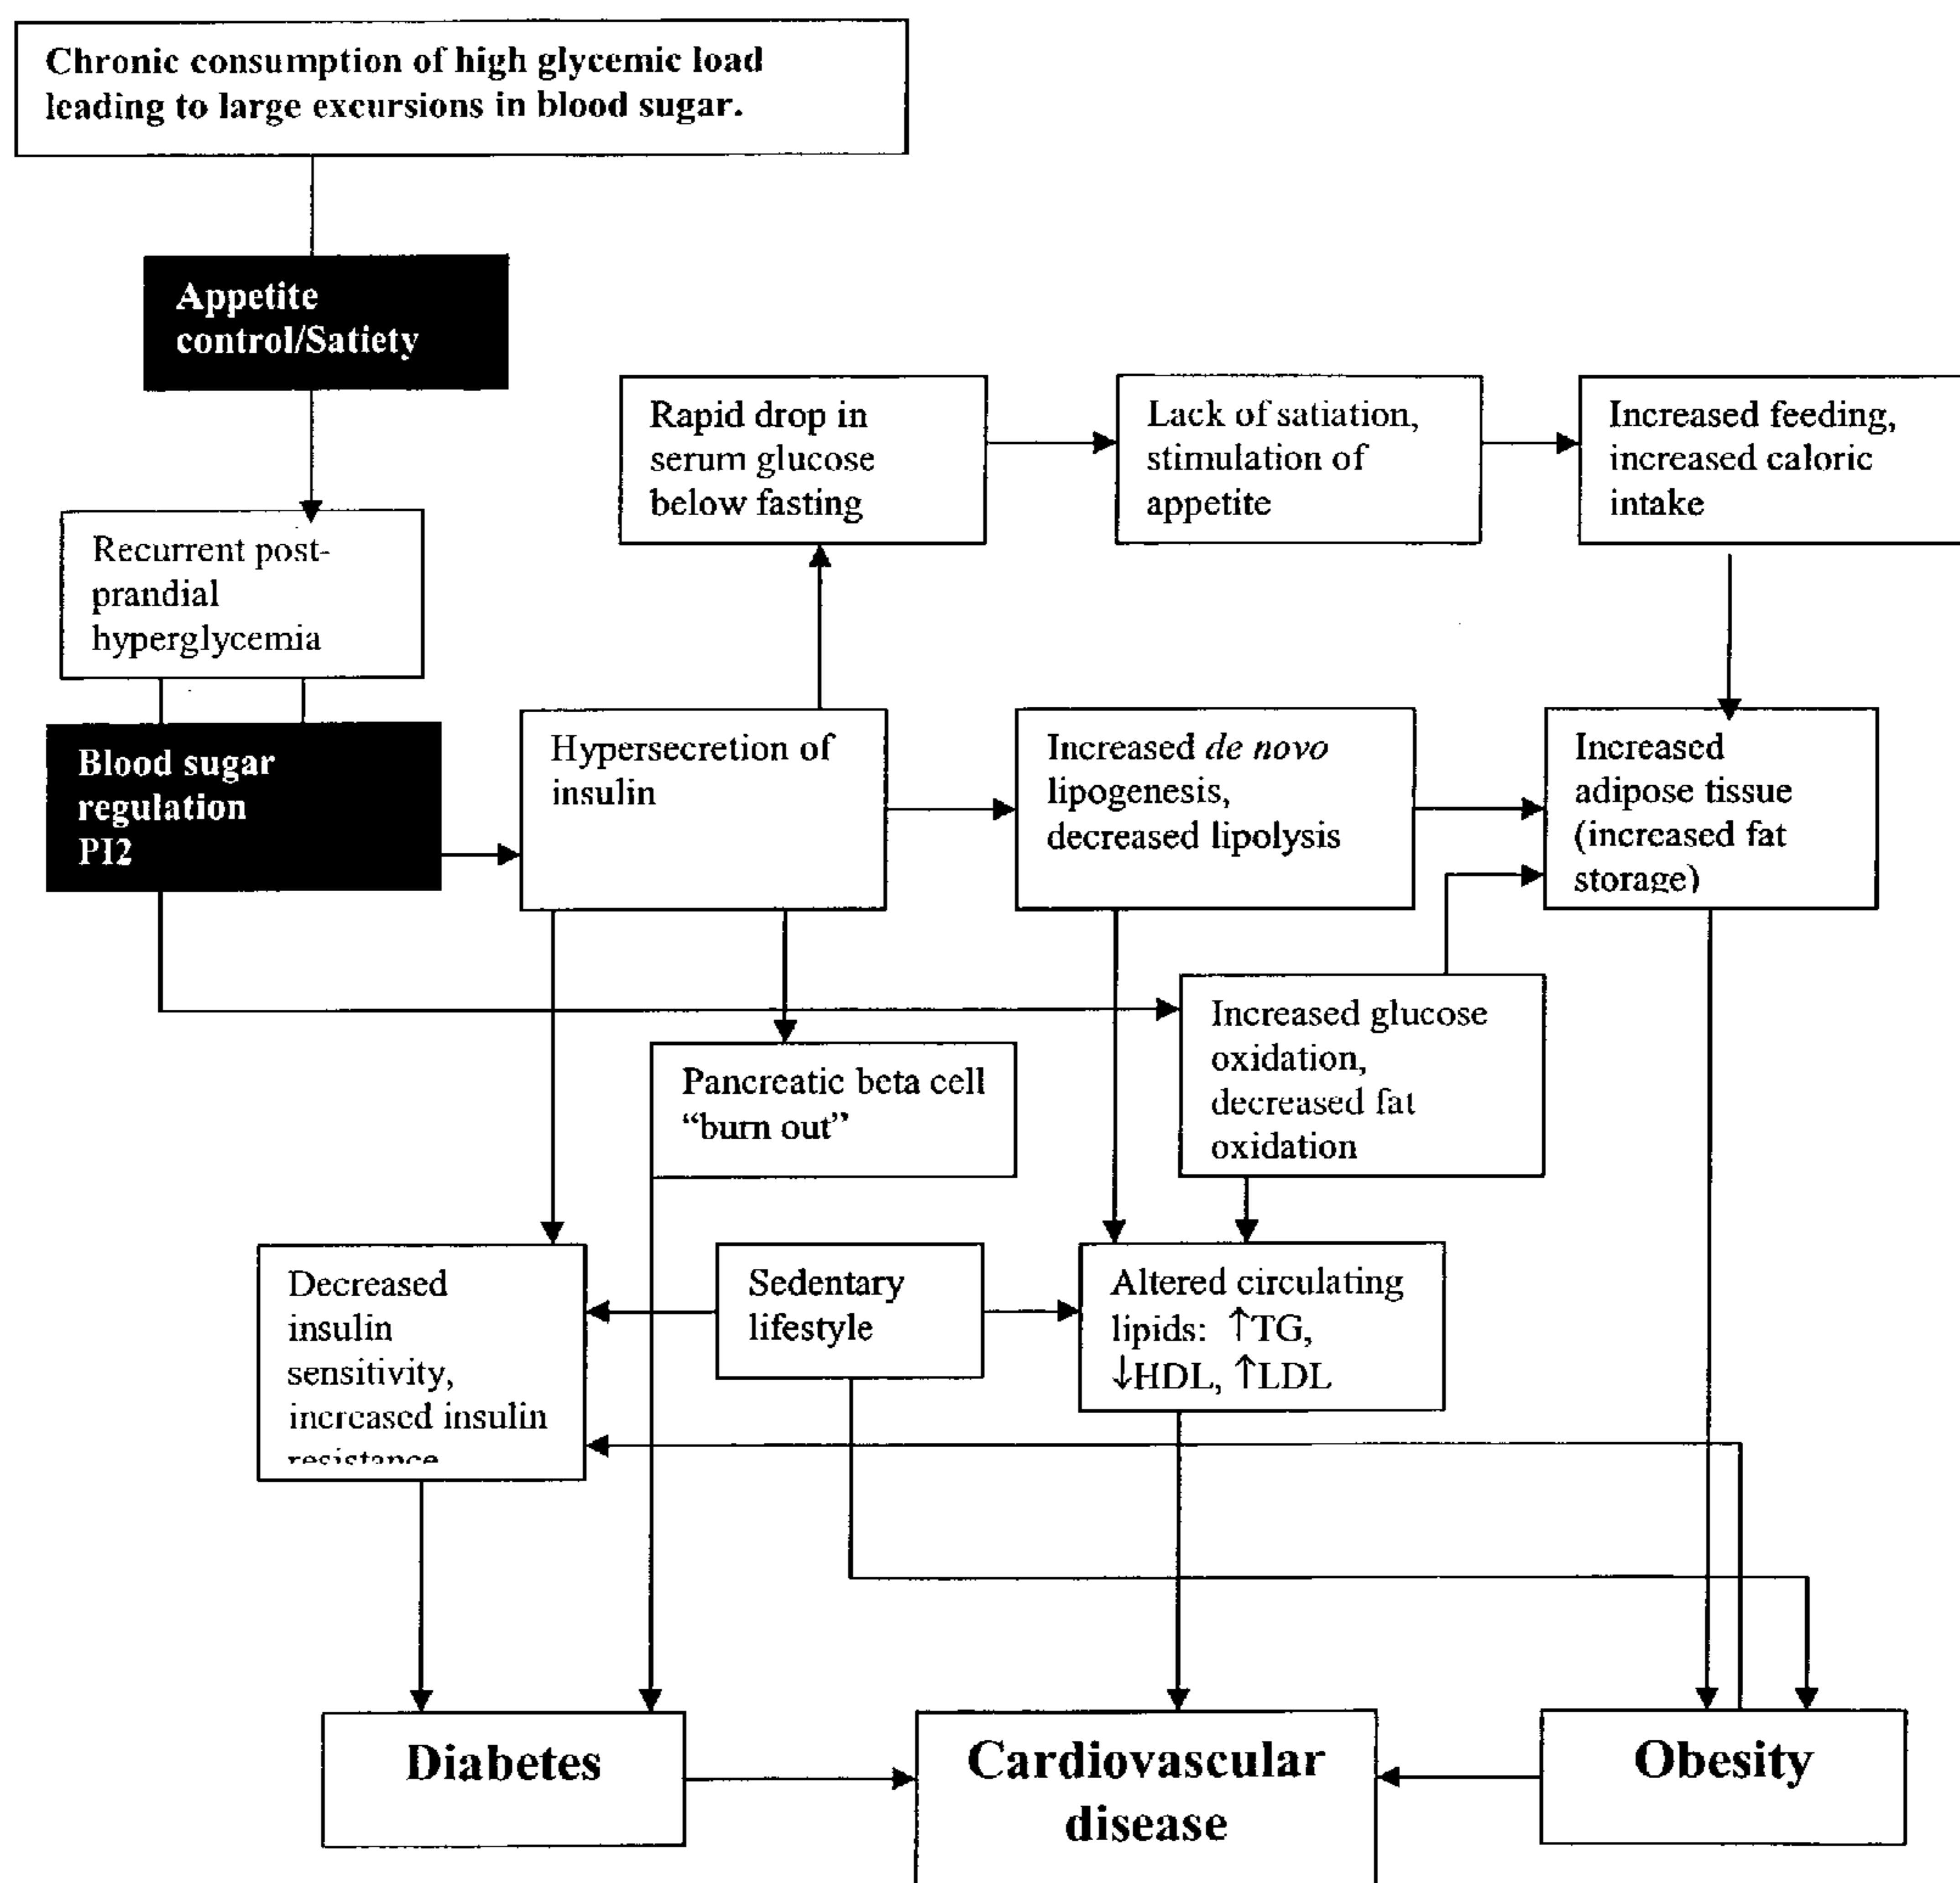 Chronic consumption of high glycemic load
leading to large excursions in blood sugar.
Appetite
control/Satiety
Rapid drop in
serum glucose
below fasting
Lack of satiation,
stimulation of
appetite
Increased feeding,
increased caloric
intake
Recurrent post-
prandial
hyperglycemia
Blood sugar
regulation
PI2
Hypersecretion of
insulin
Increased de novo
lipogenesis,
decreased lipolysis
Increased
adipose tissue
(increased fat
storage)
Increased glucose
oxidation,
decreased fat
oxidation
Pancreatic beta cell
“burn out”
Decreased
insulin
sensitivity,
increased insulin
resistance
Sedentary
lifestyle
Altered circulating
lipids: ↑TG,
↓HDL, ↑LDL
Diabetes
Cardiovascular
disease
Obesity